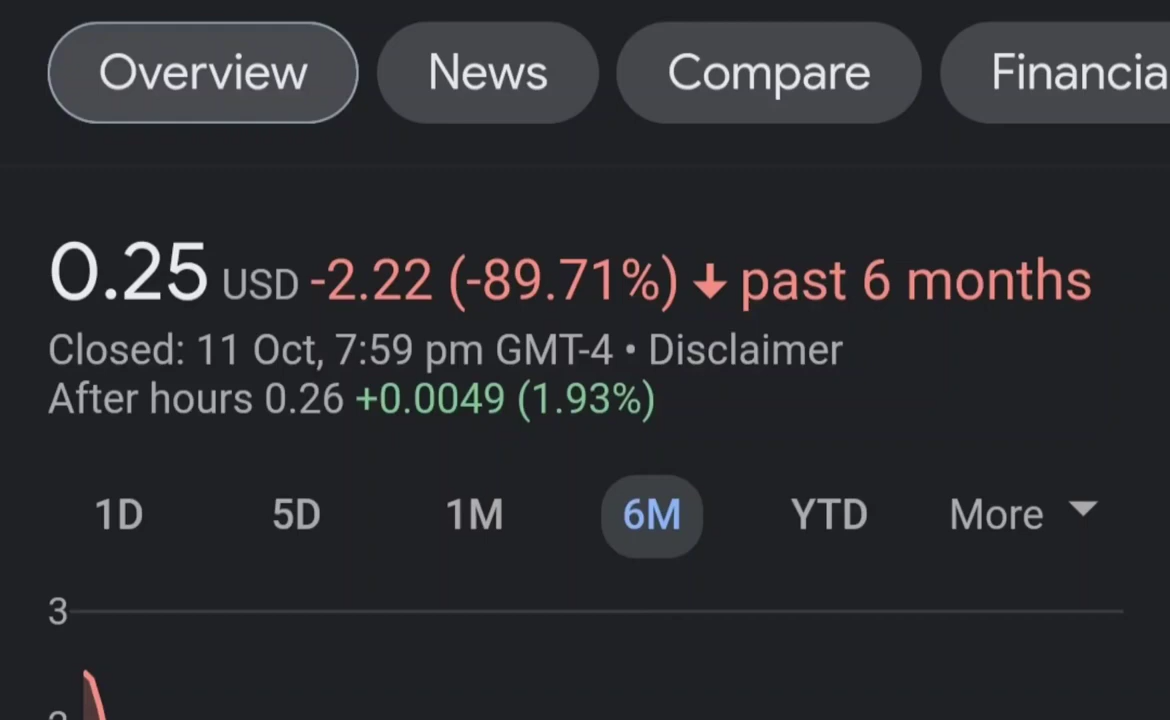 Overview News Compare Financia
0.25 USD -2.22 (-89.71%) ↓ past 6 months
Closed: 11 Oct, 7:59 pm GMT-4 • Disclaimer
After hours 0.26 +0.0049 (1.93%)
1D 5D 1M 6M YTD More
3